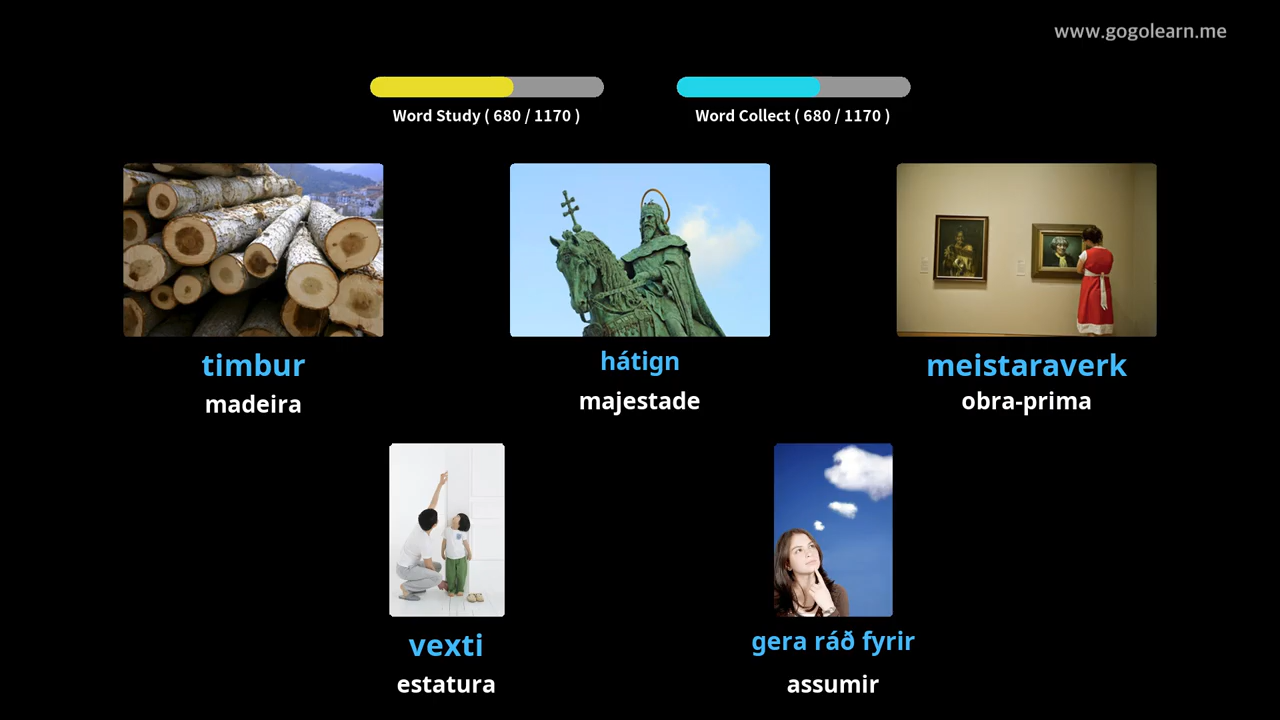 www.gogolearn.me
Word Study ( 680 / 1170 )
Word Collect ( 680 / 1170 )
timbur
madeira
hátign
majestade
meistaraverk
obra-prima
vexti
estatura
gera ráð fyrir
assumir